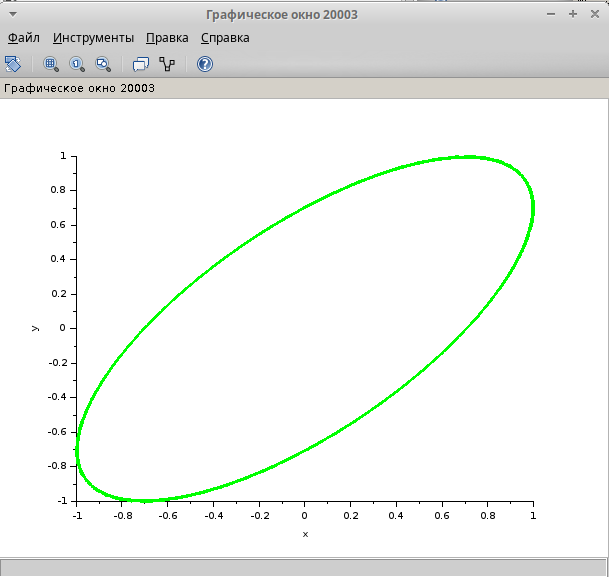 Графическое окно 20003
Файл Инструменты Правка Справка
Графическое окно 20003
1
0.8
0.6
0.4
0.2
0
-0.2
-0.4
-0.6
-0.8
-1
y
-1 -0.8 -0.6 -0.4 -0.2 0 0.2 0.4 0.6 0.8 1
x